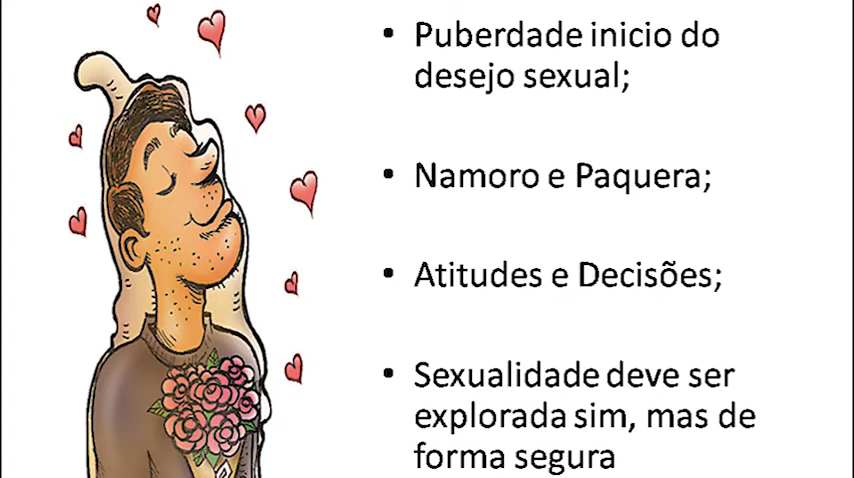 • Puberdade inicio do
desejo sexual;
• Namoro e Paquera;
• Atitudes e Decisões;
• Sexualidade deve ser
explorada sim, mas de
forma segura